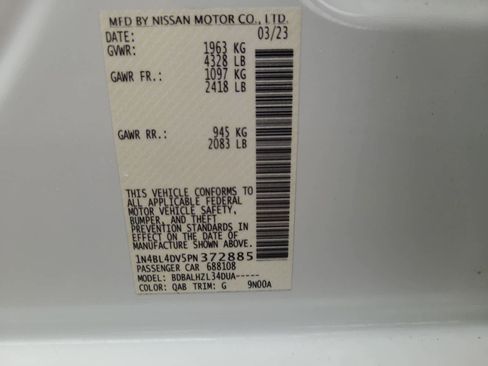 MFD BY NISSAN MOTOR CO., LTD.
DATE: 03/23
GVWR: 1963 KG
4328 LB
GAWR FR.: 1097 KG
2418 LB
GAWR RR.: 945 KG
2083 LB
THIS VEHICLE CONFORMS TO
ALL APPLICABLE FEDERAL
MOTOR VEHICLE SAFETY,
BUMPER, AND THEFT
PREVENTION STANDARDS IN
EFFECT ON THE DATE OF
MANUFACTURE SHOWN ABOVE.
1N4BL4DV5PN372885
PASSENGER CAR 688108
MODEL: BDBALHZL34DUA-----
COLOR: QAB TRIM: G 9N00A